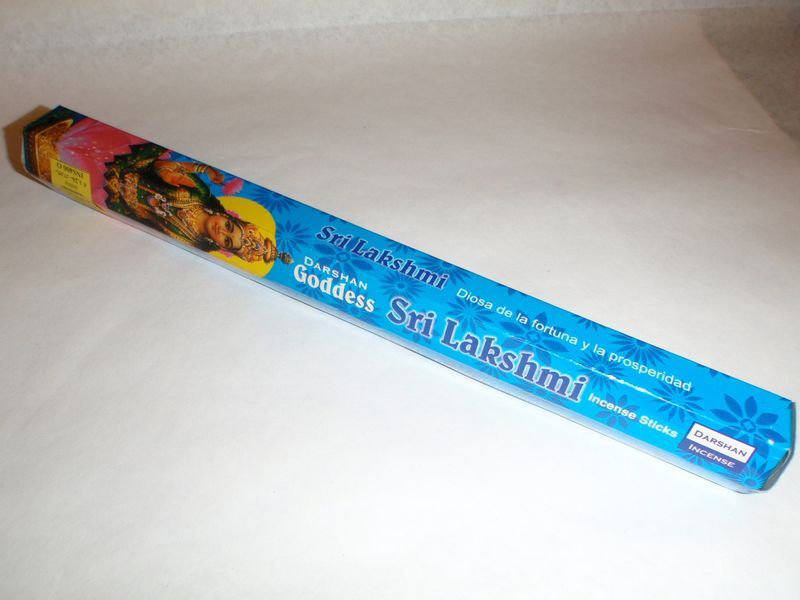 Sri Lakshmi
Diosa de la fortuna y la prosperidad
DARSHAN
Goddess
Sri Lakshmi
Incense Sticks
DARSHAN
INCENSE